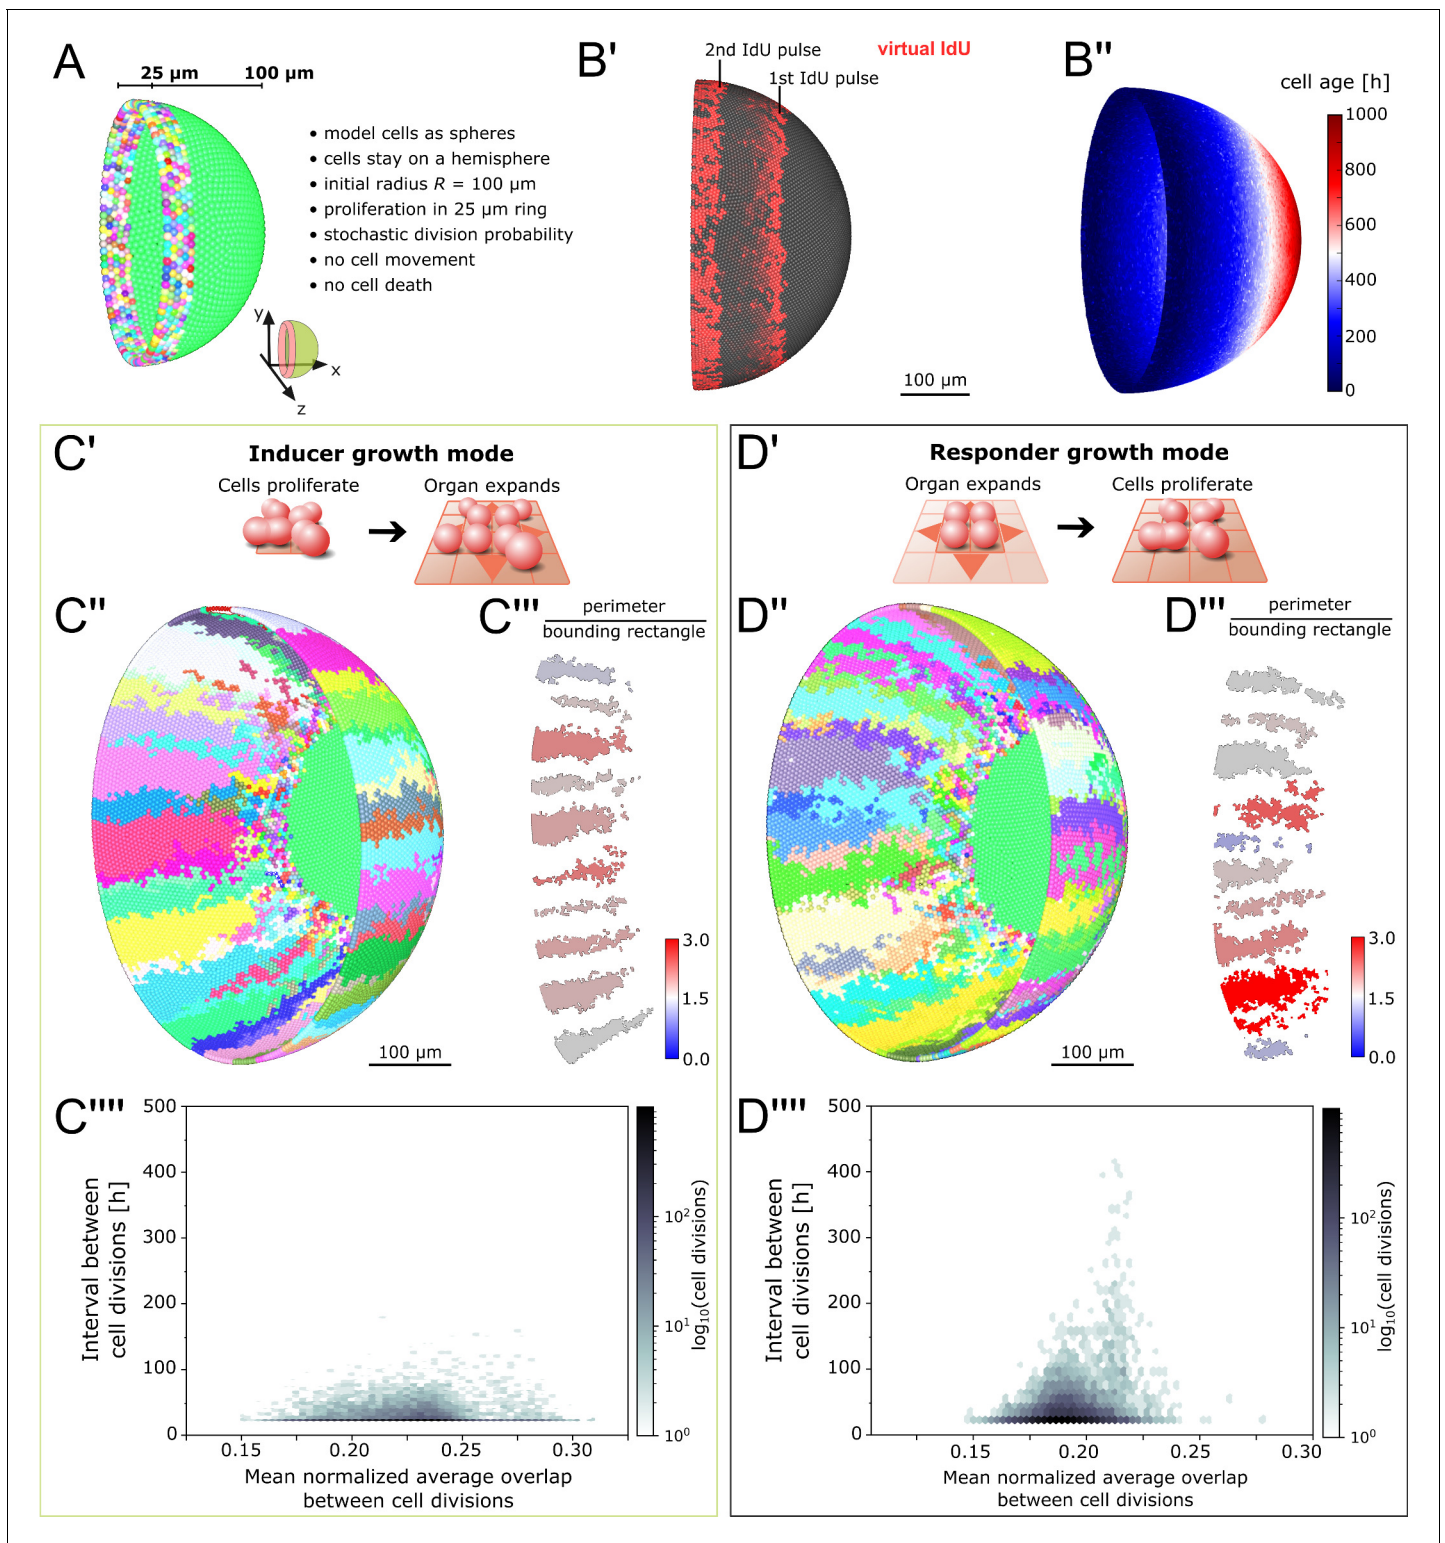 A
25 µm
100 µm
• model cells as spheres
• cells stay on a hemisphere
• initial radius R = 100 µm
• proliferation in 25 µm ring
• stochastic division probability
• no cell movement
• no cell death
y
x
z
B'
2nd IdU pulse
virtual IdU
1st IdU pulse
100 µm
B''
cell age [h]
1000
800
600
400
200
0
C'
Inducer growth mode
Cells proliferate
Organ expands
C''
100 µm
C'''
perimeter
bounding rectangle
3.0
1.5
0.0
C''''
500
400
300
200
100
0
Interval between
cell divisions [h]
0.15
0.20
0.25
0.30
Mean normalized average overlap
between cell divisions
10²
10¹
10⁰
log₁₀(cell divisions)
D'
Responder growth mode
Organ expands
Cells proliferate
D''
100 µm
D'''
perimeter
bounding rectangle
3.0
1.5
0.0
D''''
500
400
300
200
100
0
Interval between
cell divisions [h]
0.15
0.20
0.25
0.30
Mean normalized average overlap
between cell divisions
10²
10¹
10⁰
log₁₀(cell divisions)